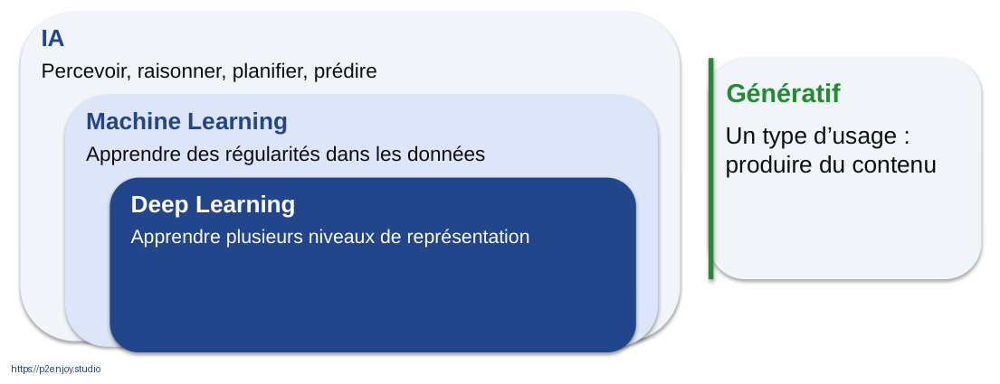 IA
Percevoir, raisonner, planifier, prédire
Machine Learning
Apprendre des régularités dans les données
Deep Learning
Apprendre plusieurs niveaux de représentation
Génératif
Un type d’usage :
produire du contenu
https://p2enjoy.studio